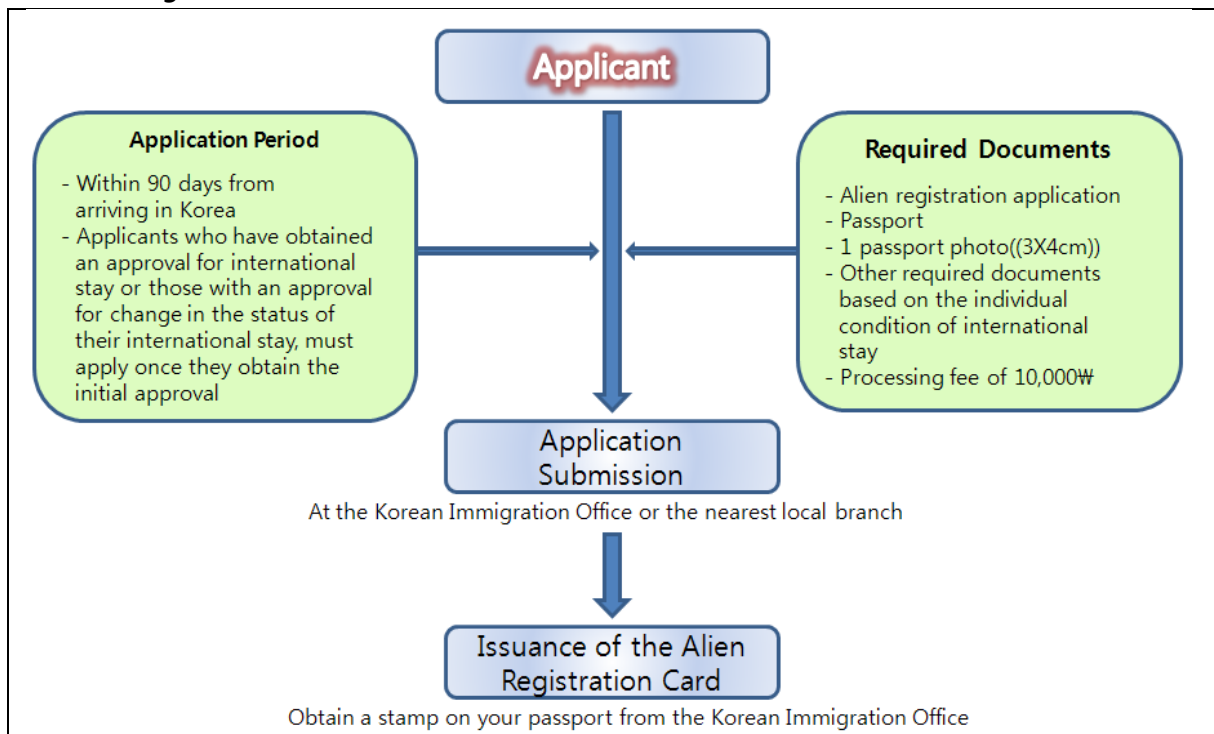 Applicant
Application Period
- Within 90 days from
arriving in Korea
- Applicants who have obtained
an approval for international
stay or those with an approval
for change in the status of
their international stay, must
apply once they obtain the
initial approval
Required Documents
- Alien registration application
- Passport
- 1 passport photo((3X4cm))
- Other required documents
based on the individual
condition of international
stay
- Processing fee of 10,000₩
Application
Submission
At the Korean Immigration Office or the nearest local branch
Issuance of the Alien
Registration Card
Obtain a stamp on your passport from the Korean Immigration Office